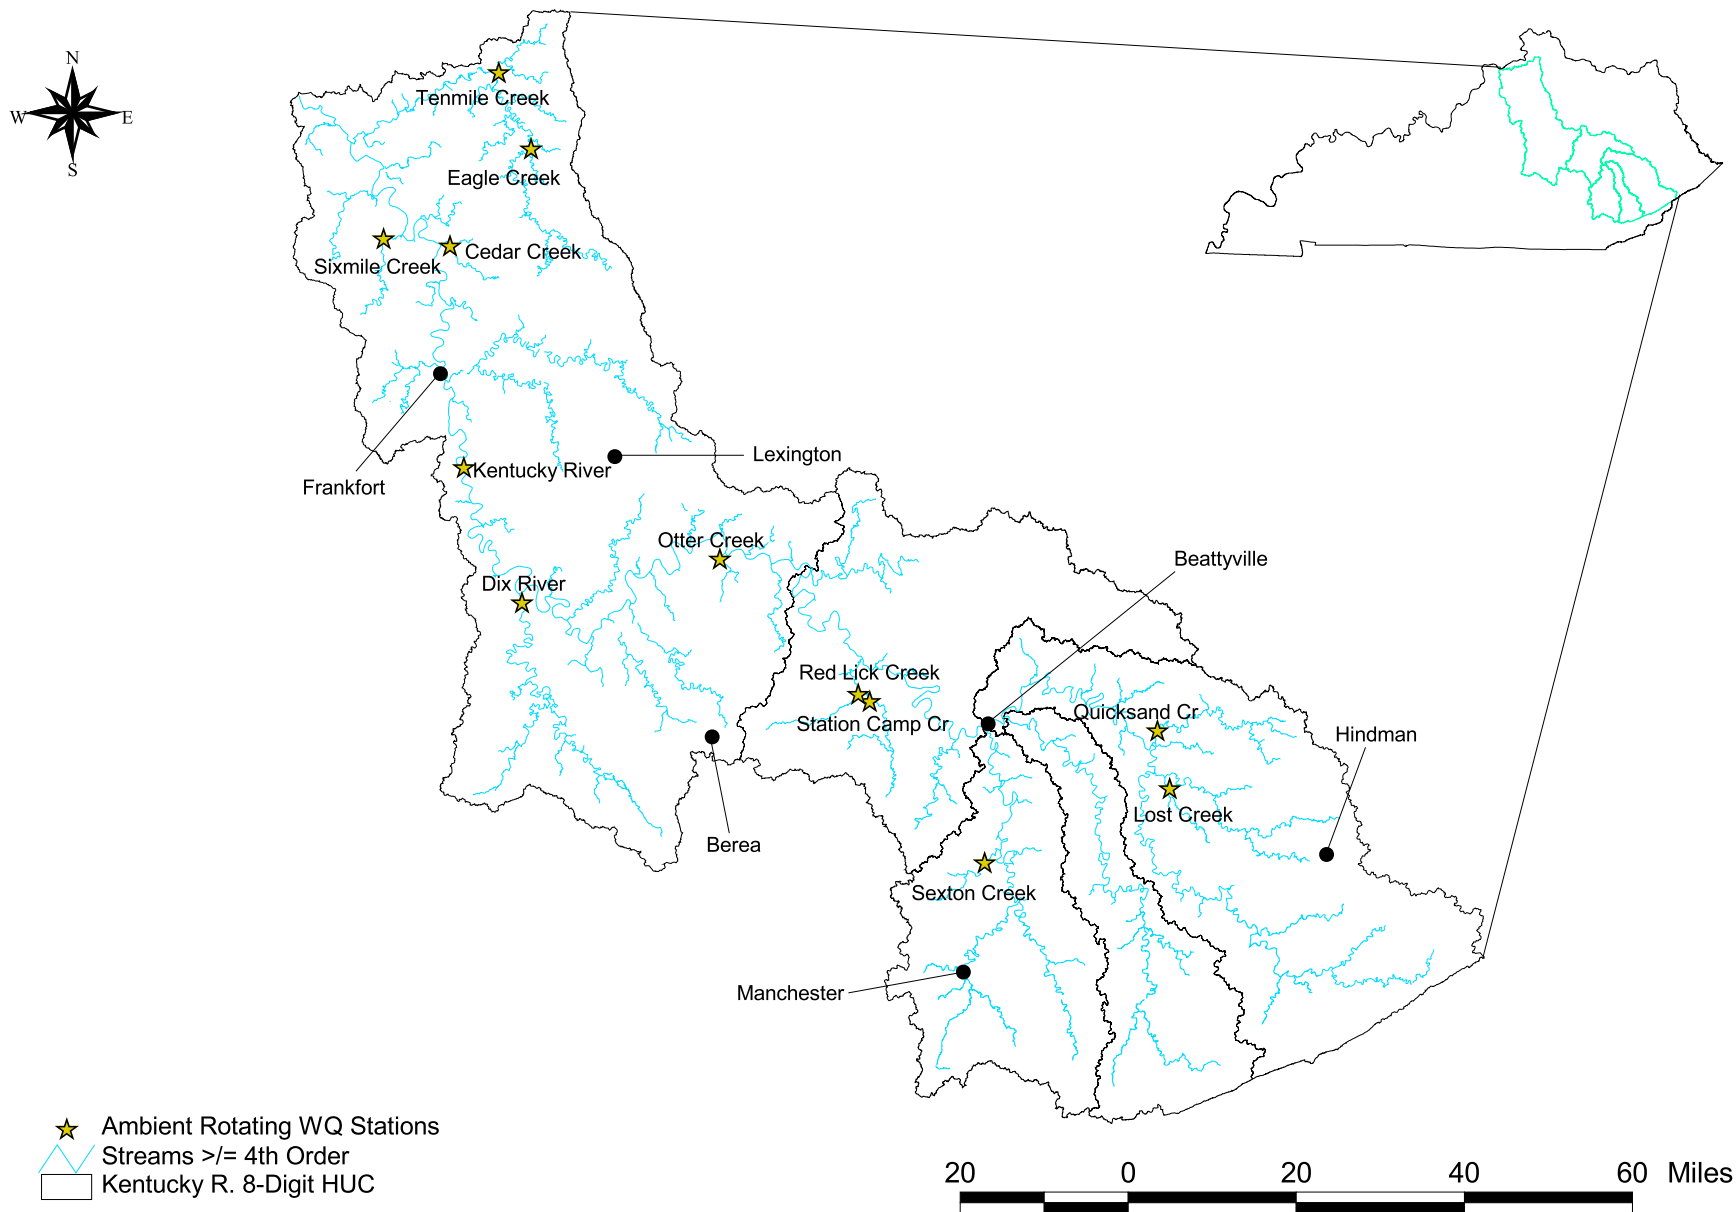 N
W
E
S
Tenmile Creek
Eagle Creek
Cedar Creek
Sixmile Creek
Lexington
Kentucky River
Frankfort
Otter Creek
Beattyville
Dix River
Red Lick Creek
Quicksand Cr
Station Camp Cr
Hindman
Lost Creek
Berea
Sexton Creek
Manchester
Ambient Rotating WQ Stations
Streams >/= 4th Order
Kentucky R. 8-Digit HUC
20 0 20 40 60 Miles